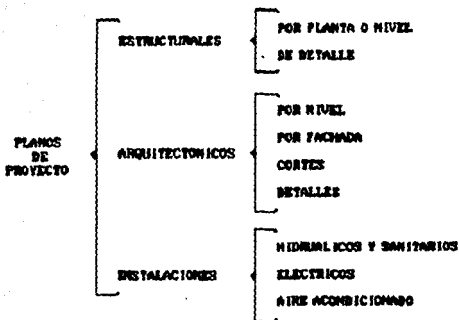 PLANOS
DE
PROYECTO
ESTRUCTURALES
POR PLANTA O NIVEL
DE DETALLE
ARQUITECTONICOS
POR NIVEL
POR FACHADA
CORTES
DETALLES
INSTALACIONES
HIDRUALICOS Y SANITARIOS
ELECTRICOS
AIRE ACONDICIONADO